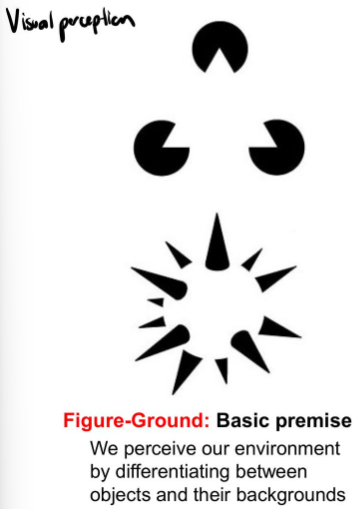 Visual perception
Figure-Ground: Basic premise
We perceive our environment
by differentiating between
objects and their backgrounds